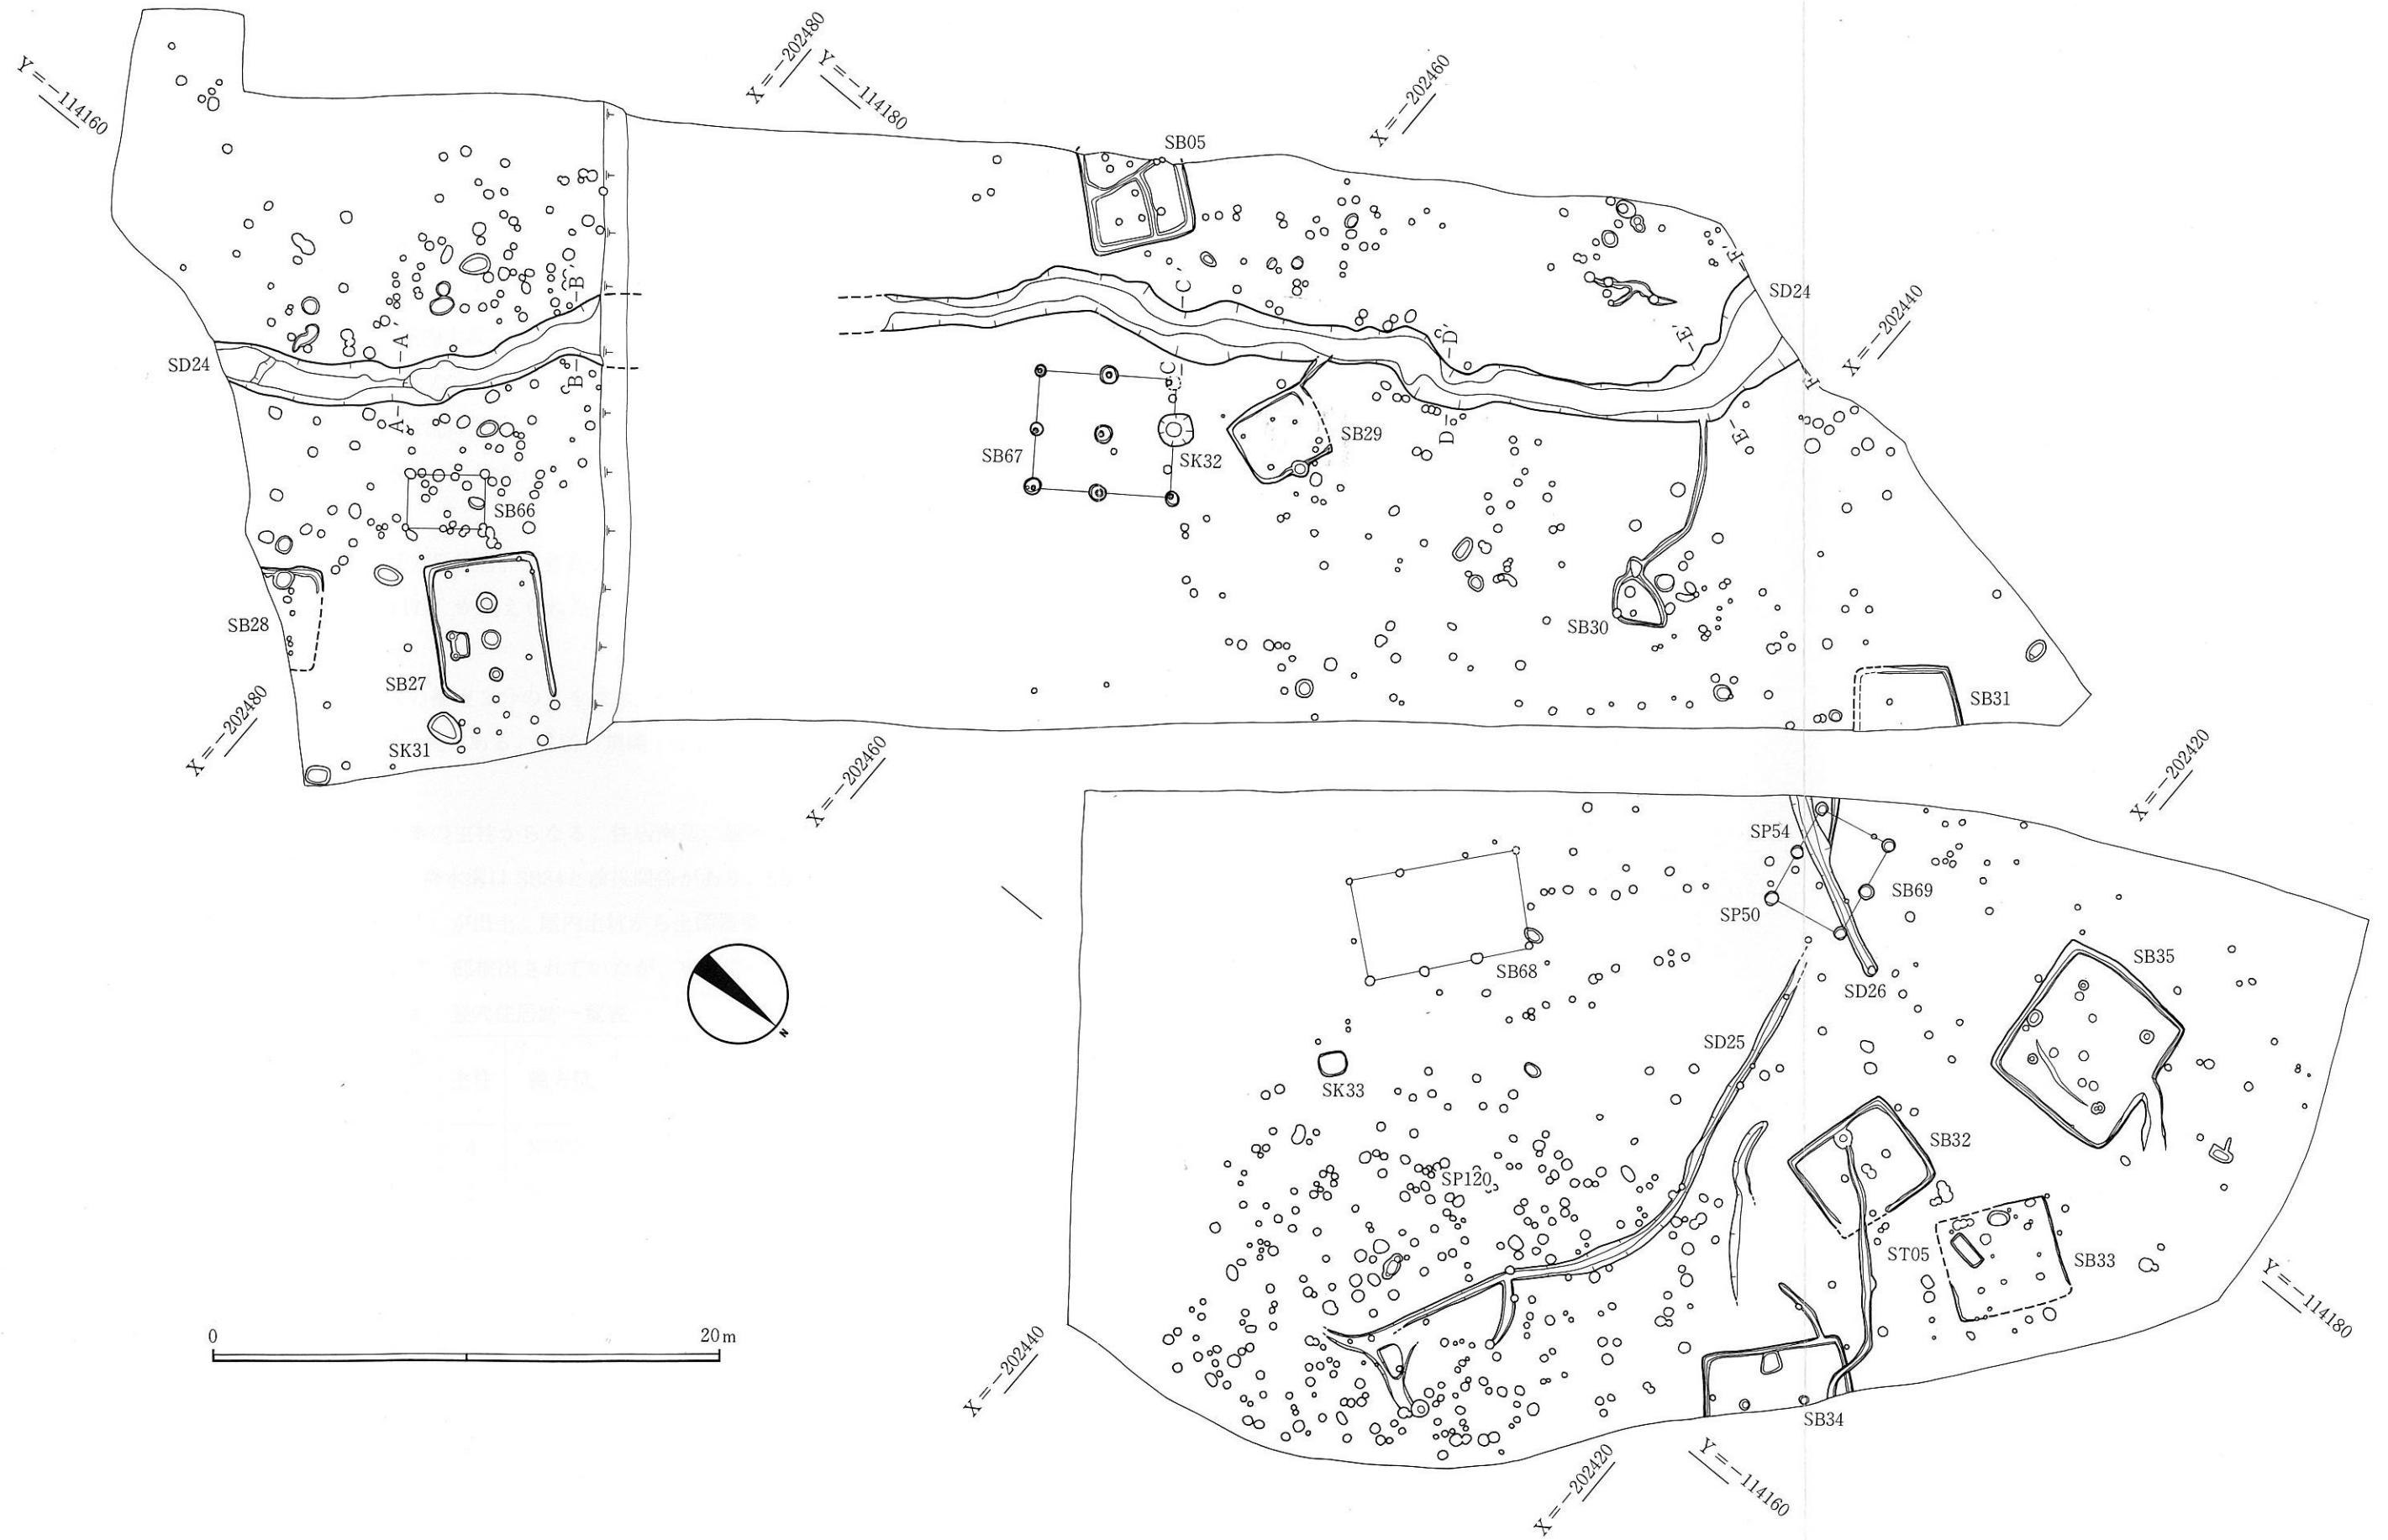 X=-202480
Y=-114160
Y=-114180
X=-202460
SB05
SD24
X=-202440
B'
E'
C'
A'
E'
D'
SD24
B
C
E
A
D
E
SB67
SK32
SB29
SB66
SB28
SB27
SB30
SB31
SK31
X=-202480
X=-202460
X=-202420
SP54
SB69
SP50
SB68
SB35
SD26
N
SD25
SK33
SB32
SP120
ST05
SB33
Y=-114180
0 20m
X=-202440
SB34
X=-202420
Y=-114160